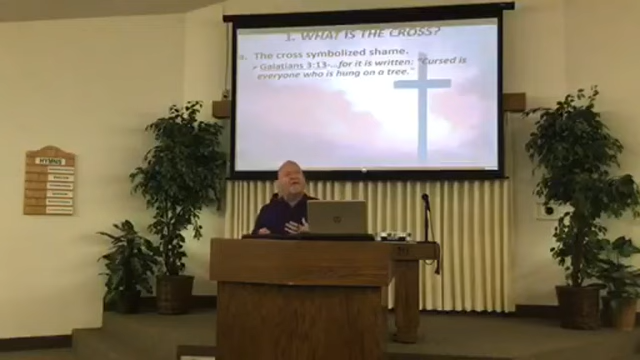 1. WHAT IS THE CROSS?
a. The cross symbolized shame.
➢ Galatians 3:13-...for it is written: "Cursed is
everyone who is hung on a tree."
HYMNS